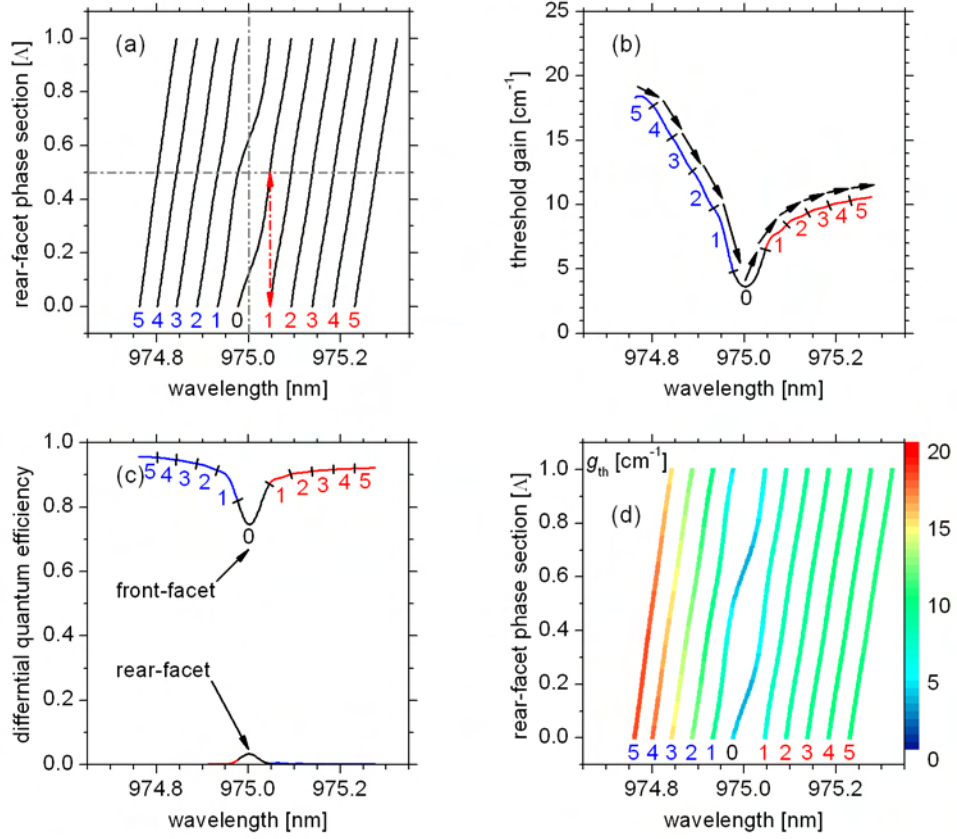 (a)
rear-facet phase section [Λ]
1.0
0.8
0.6
0.4
0.2
0.0
5 4 3 2 1 0 1 2 3 4 5
974.8 975.0 975.2
wavelength [nm]
(b)
threshold gain [cm⁻¹]
25
20
15
10
5
0
5
4
3
2
1
0
1
2
3
4
5
974.8 975.0 975.2
wavelength [nm]
(c)
differntial quantum efficiency
1.0
0.8
0.6
0.4
0.2
0.0
5 4 3 2 1 0 1 2 3 4 5
front-facet
rear-facet
974.8 975.0 975.2
wavelength [nm]
g_th [cm⁻¹]
(d)
rear-facet phase section [Λ]
1.0
0.8
0.6
0.4
0.2
0.0
5 4 3 2 1 0 1 2 3 4 5
974.8 975.0 975.2
wavelength [nm]
20
15
10
5
0